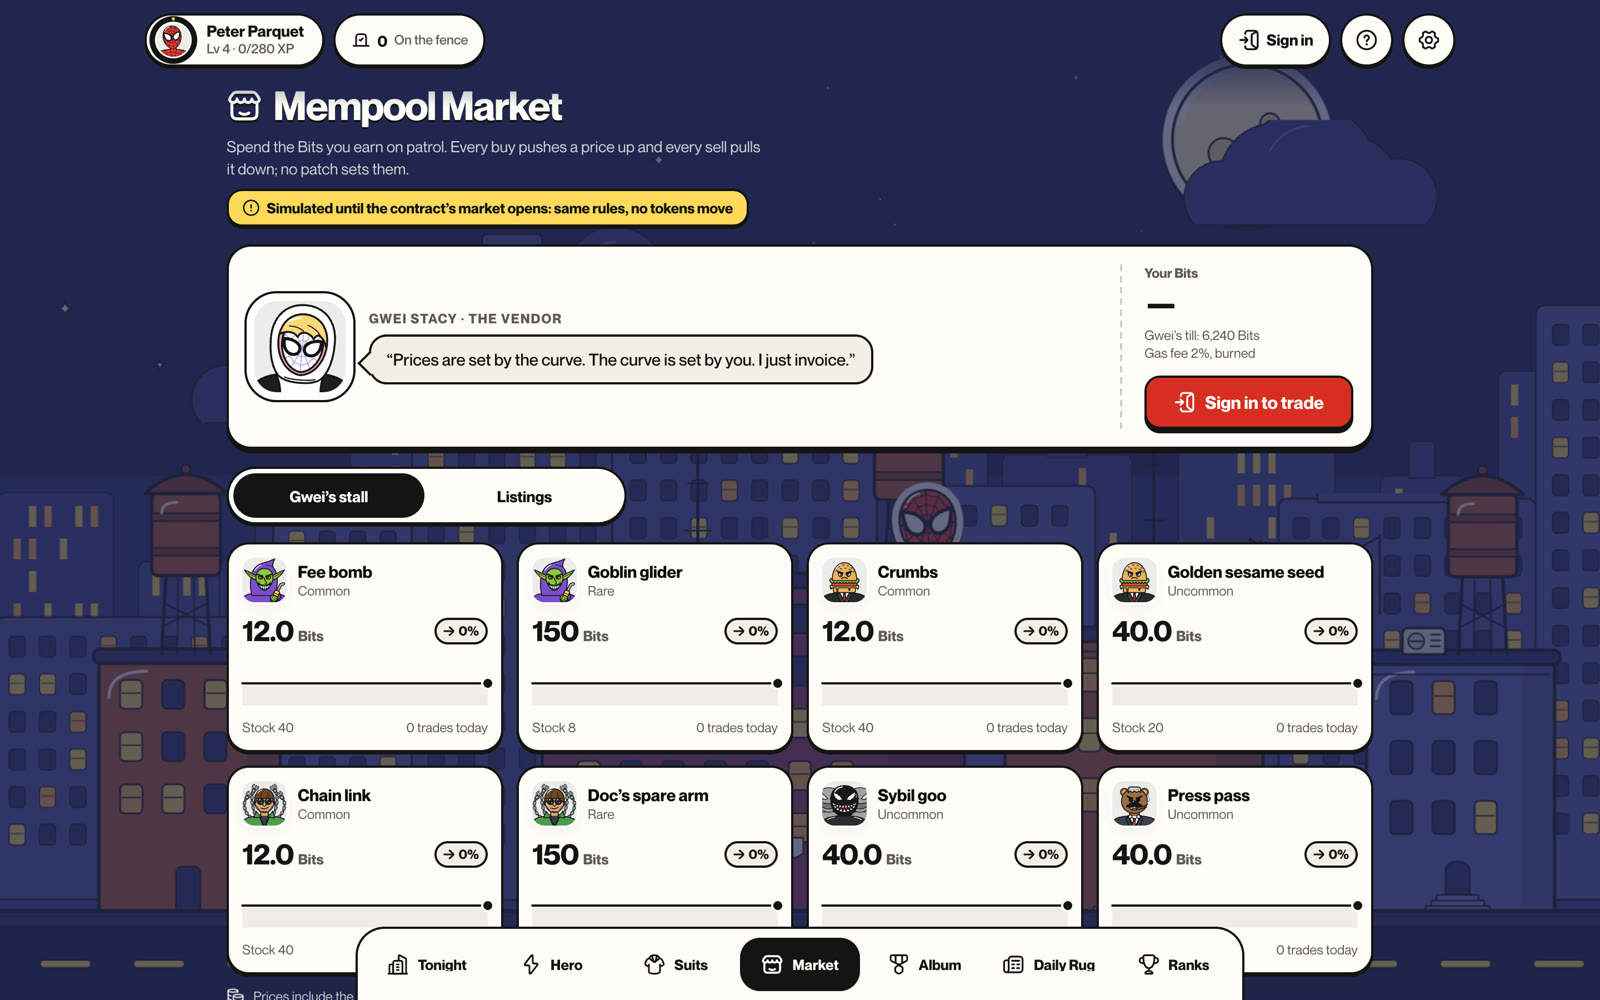 Peter Parquet
Lv 4 · 0/280 XP
0 On the fence
Sign in
Mempool Market
Spend the Bits you earn on patrol. Every buy pushes a price up and every sell pulls
it down; no patch sets them.
Simulated until the contract’s market opens: same rules, no tokens move
GWEI STACY · THE VENDOR
“Prices are set by the curve. The curve is set by you. I just invoice.”
Your Bits
—
Gwei’s till: 6,240 Bits
Gas fee 2%, burned
Sign in to trade
Gwei’s stall
Listings
Fee bomb
Common
12.0 Bits
→ 0%
Stock 40
0 trades today
Goblin glider
Rare
150 Bits
→ 0%
Stock 8
0 trades today
Crumbs
Common
12.0 Bits
→ 0%
Stock 40
0 trades today
Golden sesame seed
Uncommon
40.0 Bits
→ 0%
Stock 20
0 trades today
Chain link
Common
12.0 Bits
→ 0%
Stock 40
Doc’s spare arm
Rare
150 Bits
→ 0%
Sybil goo
Uncommon
40.0 Bits
→ 0%
Press pass
Uncommon
40.0 Bits
→ 0%
0 trades today
Prices include the
Tonight
Hero
Suits
Market
Album
Daily Rug
Ranks